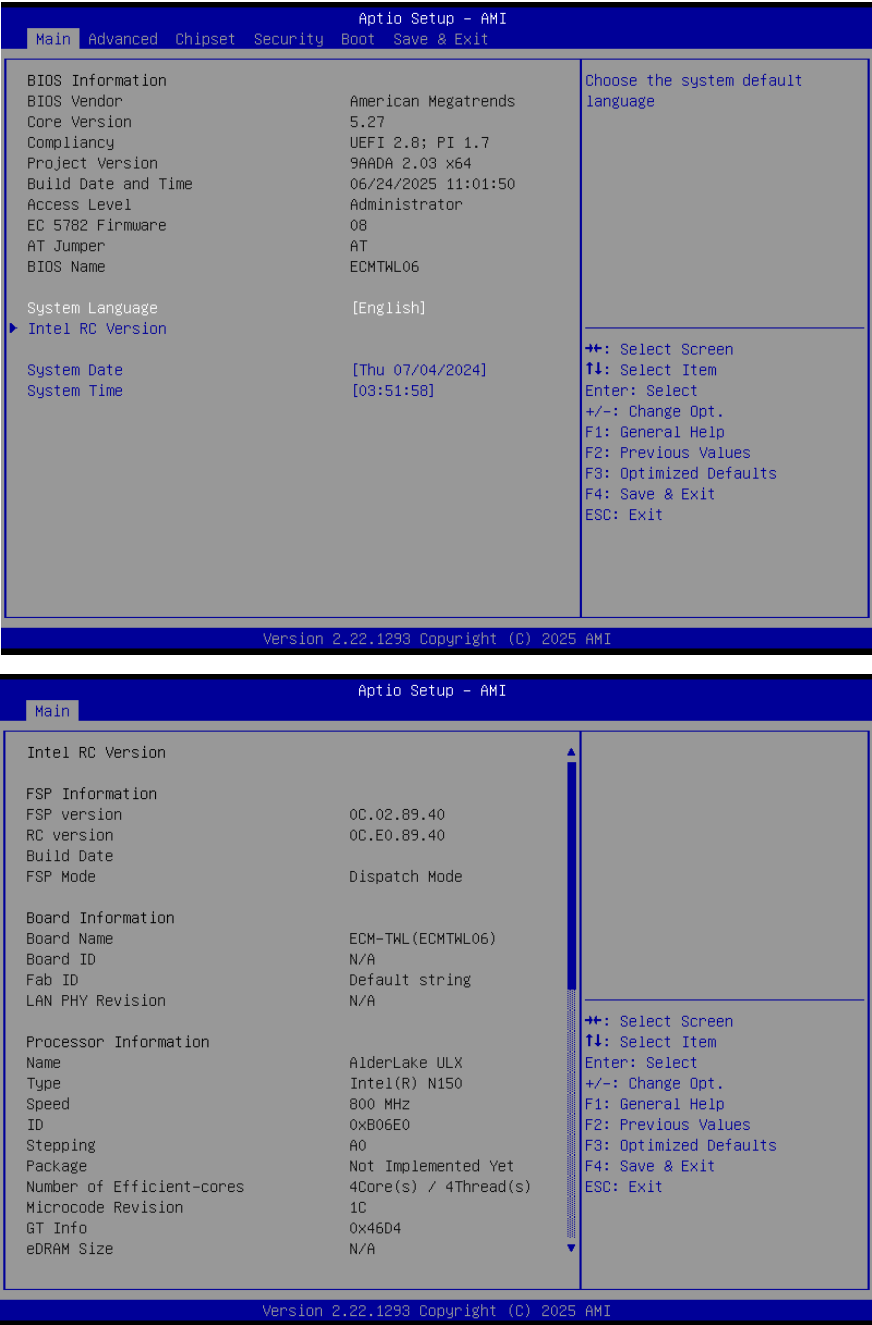 Aptio Setup - AMI
Main Advanced Chipset Security Boot Save & Exit
BIOS Information
BIOS Vendor American Megatrends
Core Version 5.27
Compliancy UEFI 2.8; PI 1.7
Project Version 9AADA 2.03 x64
Build Date and Time 06/24/2025 11:01:50
Access Level Administrator
EC 5782 Firmware 08
AT Jumper AT
BIOS Name ECMTWL06
System Language [English]
Intel RC Version
System Date [Thu 07/04/2024]
System Time [03:51:58]
Choose the system default
language
→←: Select Screen
↑↓: Select Item
Enter: Select
+/-: Change Opt.
F1: General Help
F2: Previous Values
F3: Optimized Defaults
F4: Save & Exit
ESC: Exit
Version 2.22.1293 Copyright (C) 2025 AMI
Aptio Setup - AMI
Main
Intel RC Version
FSP Information
FSP version 0C.02.89.40
RC version 0C.E0.89.40
Build Date
FSP Mode Dispatch Mode
Board Information
Board Name ECM-TWL(ECMTWL06)
Board ID N/A
Fab ID Default string
LAN PHY Revision N/A
Processor Information
Name AlderLake ULX
Type Intel(R) N150
Speed 800 MHz
ID 0xB06E0
Stepping A0
Package Not Implemented Yet
Number of Efficient-cores 4Core(s) / 4Thread(s)
Microcode Revision 1C
GT Info 0x46D4
eDRAM Size N/A
→←: Select Screen
↑↓: Select Item
Enter: Select
+/-: Change Opt.
F1: General Help
F2: Previous Values
F3: Optimized Defaults
F4: Save & Exit
ESC: Exit
Version 2.22.1293 Copyright (C) 2025 AMI